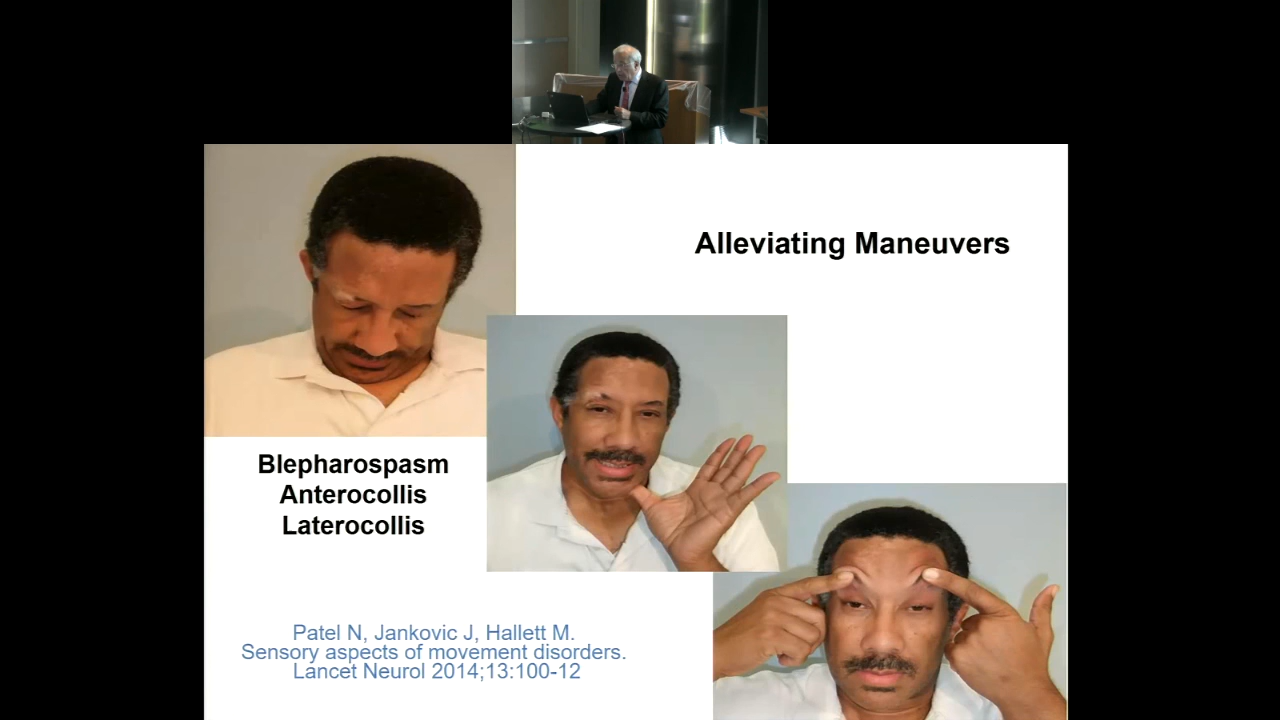 Alleviating Maneuvers
Blepharospasm
Anterocollis
Laterocollis
Patel N, Jankovic J, Hallett M.
Sensory aspects of movement disorders.
Lancet Neurol 2014;13:100-12